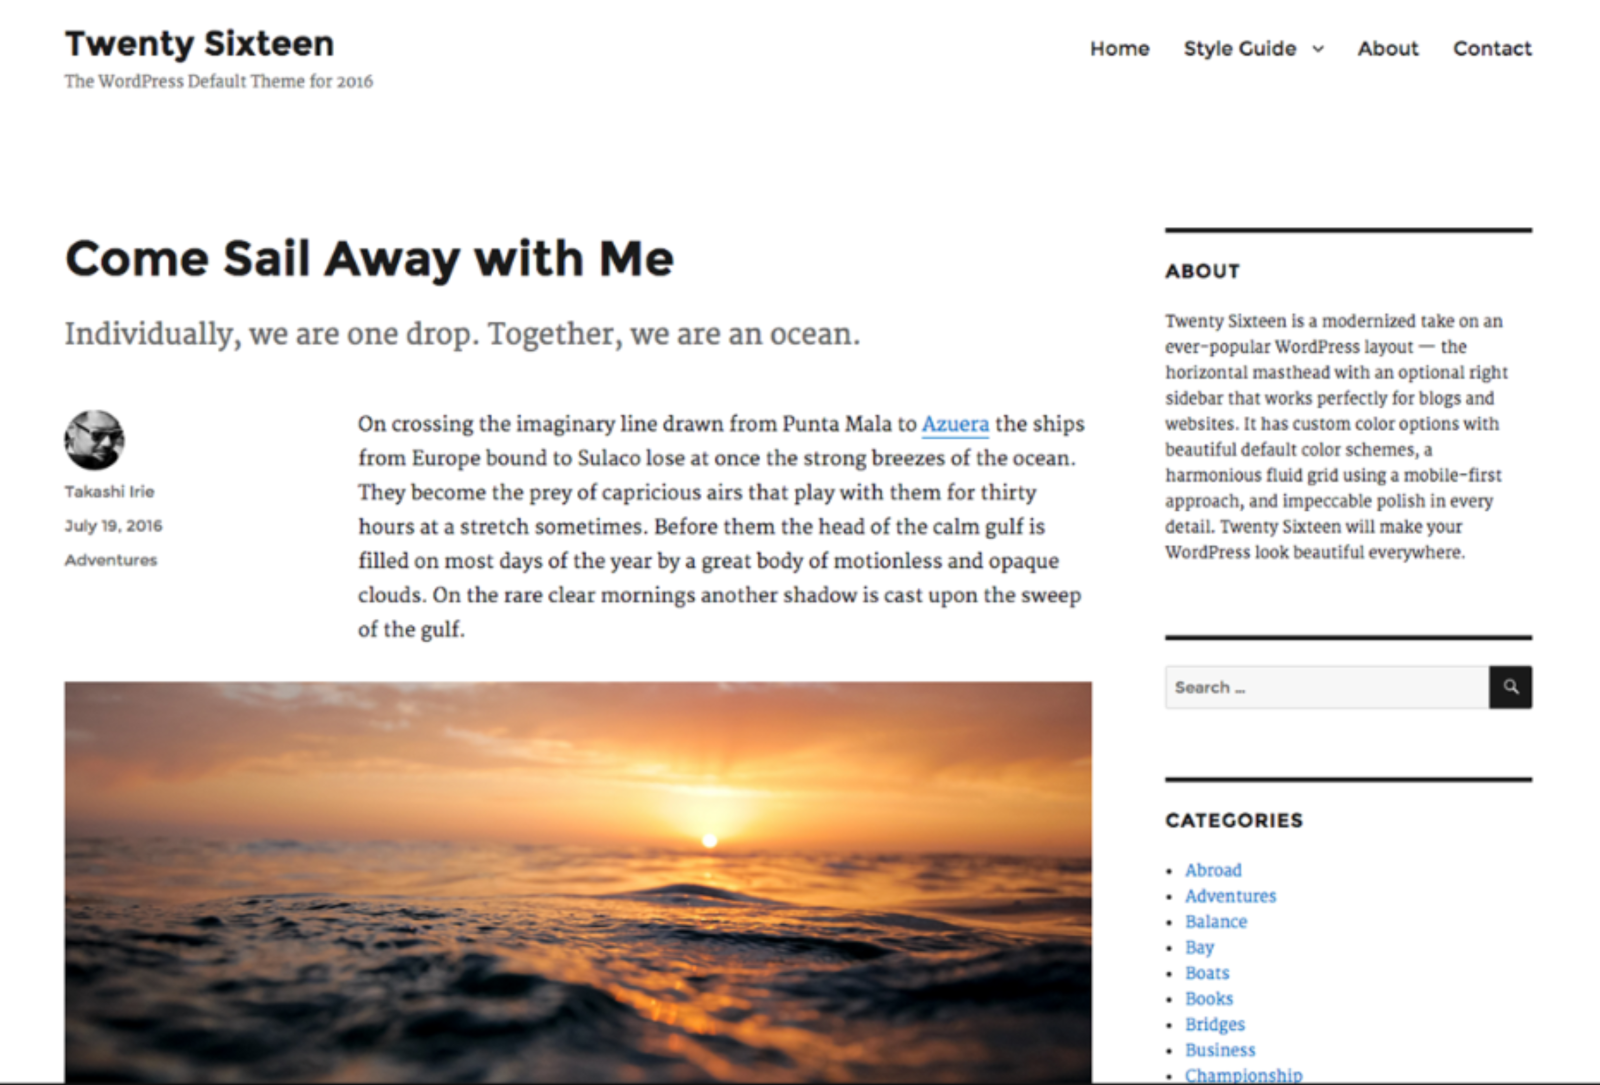 Twenty Sixteen
The WordPress Default Theme for 2016
Home Style Guide About Contact
Come Sail Away with Me
Individually, we are one drop. Together, we are an ocean.
Takashi Irie
July 19, 2016
Adventures
On crossing the imaginary line drawn from Punta Mala to Azuera the ships
from Europe bound to Sulaco lose at once the strong breezes of the ocean.
They become the prey of capricious airs that play with them for thirty
hours at a stretch sometimes. Before them the head of the calm gulf is
filled on most days of the year by a great body of motionless and opaque
clouds. On the rare clear mornings another shadow is cast upon the sweep
of the gulf.
ABOUT
Twenty Sixteen is a modernized take on an
ever-popular WordPress layout — the
horizontal masthead with an optional right
sidebar that works perfectly for blogs and
websites. It has custom color options with
beautiful default color schemes, a
harmonious fluid grid using a mobile-first
approach, and impeccable polish in every
detail. Twenty Sixteen will make your
WordPress look beautiful everywhere.
Search …
CATEGORIES
Abroad
Adventures
Balance
Bay
Boats
Books
Bridges
Business
Championship